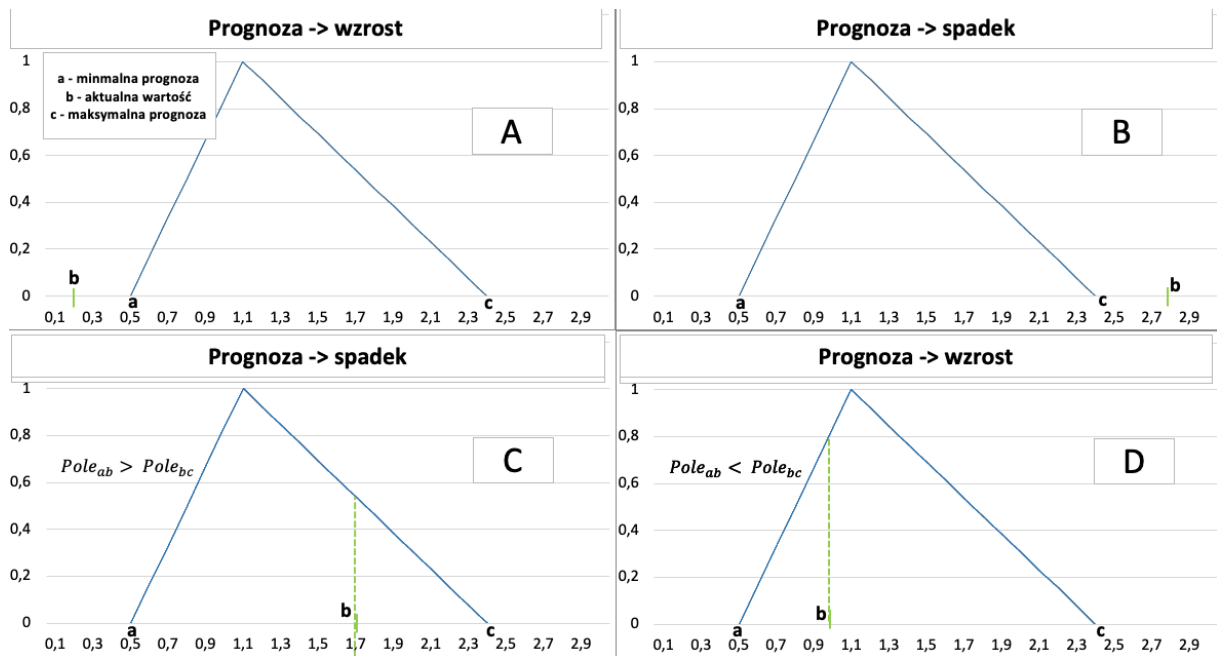 Prognoza -> wzrost
1
a - minmalna prognoza
b - aktualna wartość
c - maksymalna prognoza
0,8
A
0,6
0,4
0,2
b
0
a
c
0,1 0,3 0,5 0,7 0,9 1,1 1,3 1,5 1,7 1,9 2,1 2,3 2,5 2,7 2,9
Prognoza -> spadek
1
0,8
B
0,6
0,4
0,2
b
0
a
c
0,1 0,3 0,5 0,7 0,9 1,1 1,3 1,5 1,7 1,9 2,1 2,3 2,5 2,7 2,9
Prognoza -> spadek
1
0,8
C
Pole_ab > Pole_bc
0,6
0,4
0,2
b
0
a
c
0,1 0,3 0,5 0,7 0,9 1,1 1,3 1,5 1,7 1,9 2,1 2,3 2,5 2,7 2,9
Prognoza -> wzrost
1
0,8
D
Pole_ab < Pole_bc
0,6
0,4
0,2
b
0
a
c
0,1 0,3 0,5 0,7 0,9 1,1 1,3 1,5 1,7 1,9 2,1 2,3 2,5 2,7 2,9